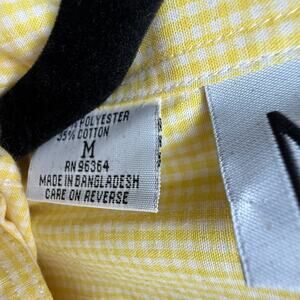 POLYESTER
35% COTTON
M
RN 96364
MADE IN BANGLADESH
CARE ON REVERSE